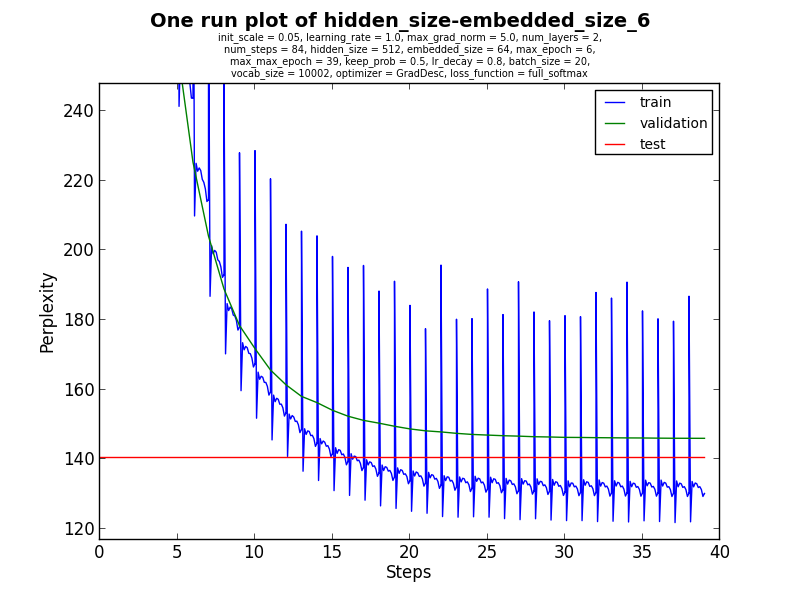 One run plot of hidden_size-embedded_size_6
init_scale = 0.05, learning_rate = 1.0, max_grad_norm = 5.0, num_layers = 2,
num_steps = 84, hidden_size = 512, embedded_size = 64, max_epoch = 6,
max_max_epoch = 39, keep_prob = 0.5, lr_decay = 0.8, batch_size = 20,
vocab_size = 10002, optimizer = GradDesc, loss_function = full_softmax
train
validation
test
Perplexity
240
220
200
180
160
140
120
0 5 10 15 20 25 30 35 40
Steps